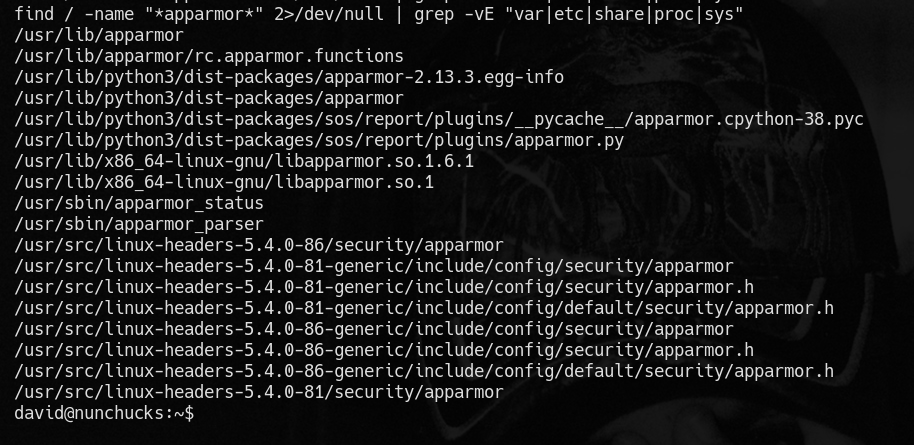 find / -name "*apparmor*" 2>/dev/null | grep -vE "var|etc|share|proc|sys"
/usr/lib/apparmor
/usr/lib/apparmor/rc.apparmor.functions
/usr/lib/python3/dist-packages/apparmor-2.13.3.egg-info
/usr/lib/python3/dist-packages/apparmor
/usr/lib/python3/dist-packages/sos/report/plugins/__pycache__/apparmor.cpython-38.pyc
/usr/lib/python3/dist-packages/sos/report/plugins/apparmor.py
/usr/lib/x86_64-linux-gnu/libapparmor.so.1.6.1
/usr/lib/x86_64-linux-gnu/libapparmor.so.1
/usr/sbin/apparmor_status
/usr/sbin/apparmor_parser
/usr/src/linux-headers-5.4.0-86/security/apparmor
/usr/src/linux-headers-5.4.0-81-generic/include/config/security/apparmor
/usr/src/linux-headers-5.4.0-81-generic/include/config/security/apparmor.h
/usr/src/linux-headers-5.4.0-81-generic/include/config/default/security/apparmor.h
/usr/src/linux-headers-5.4.0-86-generic/include/config/security/apparmor
/usr/src/linux-headers-5.4.0-86-generic/include/config/security/apparmor.h
/usr/src/linux-headers-5.4.0-86-generic/include/config/default/security/apparmor.h
/usr/src/linux-headers-5.4.0-81/security/apparmor
david@nunchucks:~$